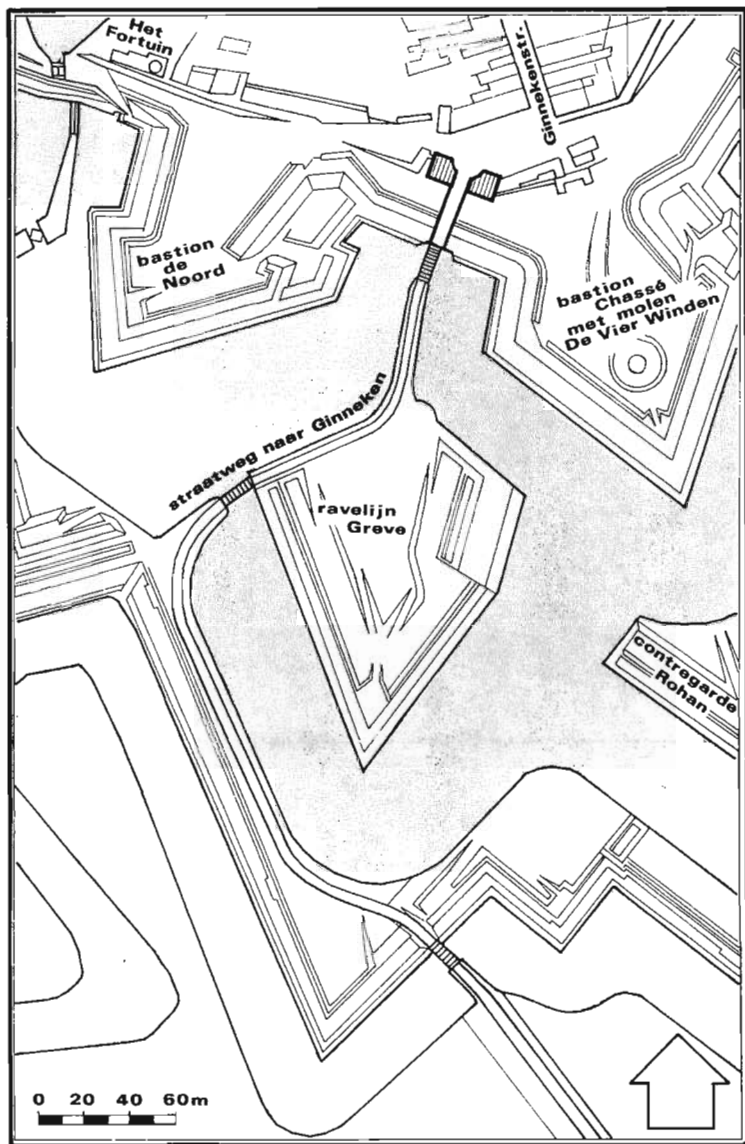 Het
Fortuin
Ginnekenstr.
bastion
de
Noord
bastion
Chassé
met molen
De Vier Winden
straatweg naar Ginneken
ravelijn
Greve
contregarde
Rohan
0 20 40 60m